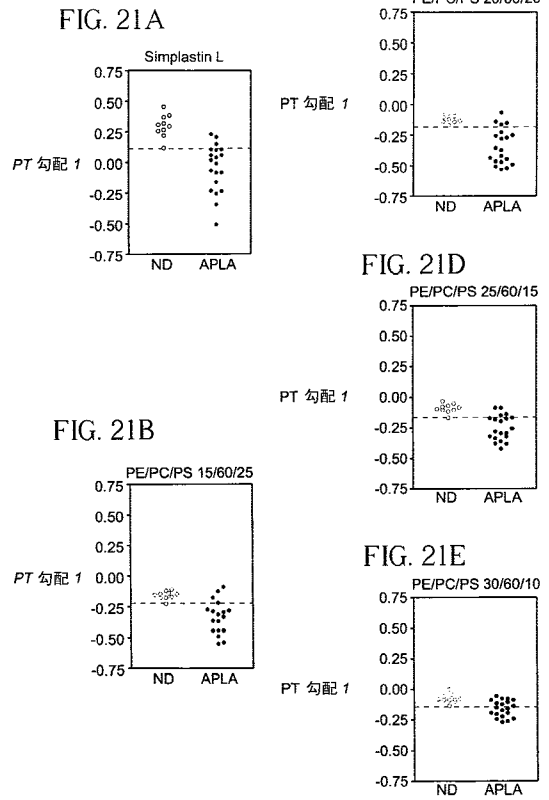 FIG. 21A
Simplastin L
0.75
0.50
0.25
0.00
-0.25
-0.50
-0.75
PT 勾配 1
ND APLA
FIG. 21B
PE/PC/PS 15/60/25
0.75
0.50
0.25
0.00
-0.25
-0.50
-0.75
PT 勾配 1
ND APLA
0.75
0.50
0.25
0.00
-0.25
-0.50
-0.75
PT 勾配 1
ND APLA
FIG. 21D
PE/PC/PS 25/60/15
0.75
0.50
0.25
0.00
-0.25
-0.50
-0.75
PT 勾配 1
ND APLA
FIG. 21E
PE/PC/PS 30/60/10
0.75
0.50
0.25
0.00
-0.25
-0.50
-0.75
PT 勾配 1
ND APLA